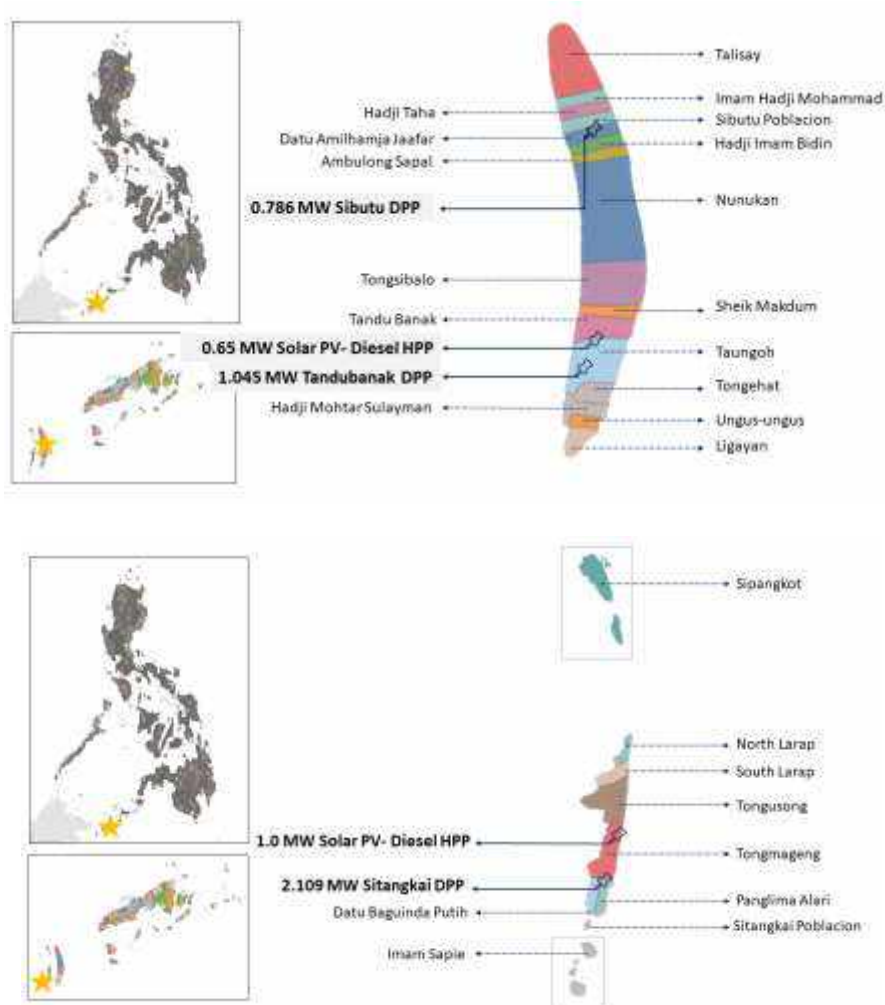 Talisay
Imam Hadji Mohammad
Hadji Taha
Sibutu Poblacion
Datu Amilhamja Jaafar
Hadji Imam Bidin
Ambulong Sapal
0.786 MW Sibutu DPP
Nunukan
Tongsibalo
Sheik Makdum
Tandu Banak
0.65 MW Solar PV- Diesel HPP
Taungoh
1.045 MW Tandubanak DPP
Tongehat
Hadji Mohtar Sulayman
Ungus-ungus
Ligayan
Sipangkot
North Larap
South Larap
Tongusong
1.0 MW Solar PV- Diesel HPP
Tongmageng
2.109 MW Sitangkai DPP
Panglima Alari
Datu Baguinda Putih
Sitangkai Poblacion
Imam Sapie